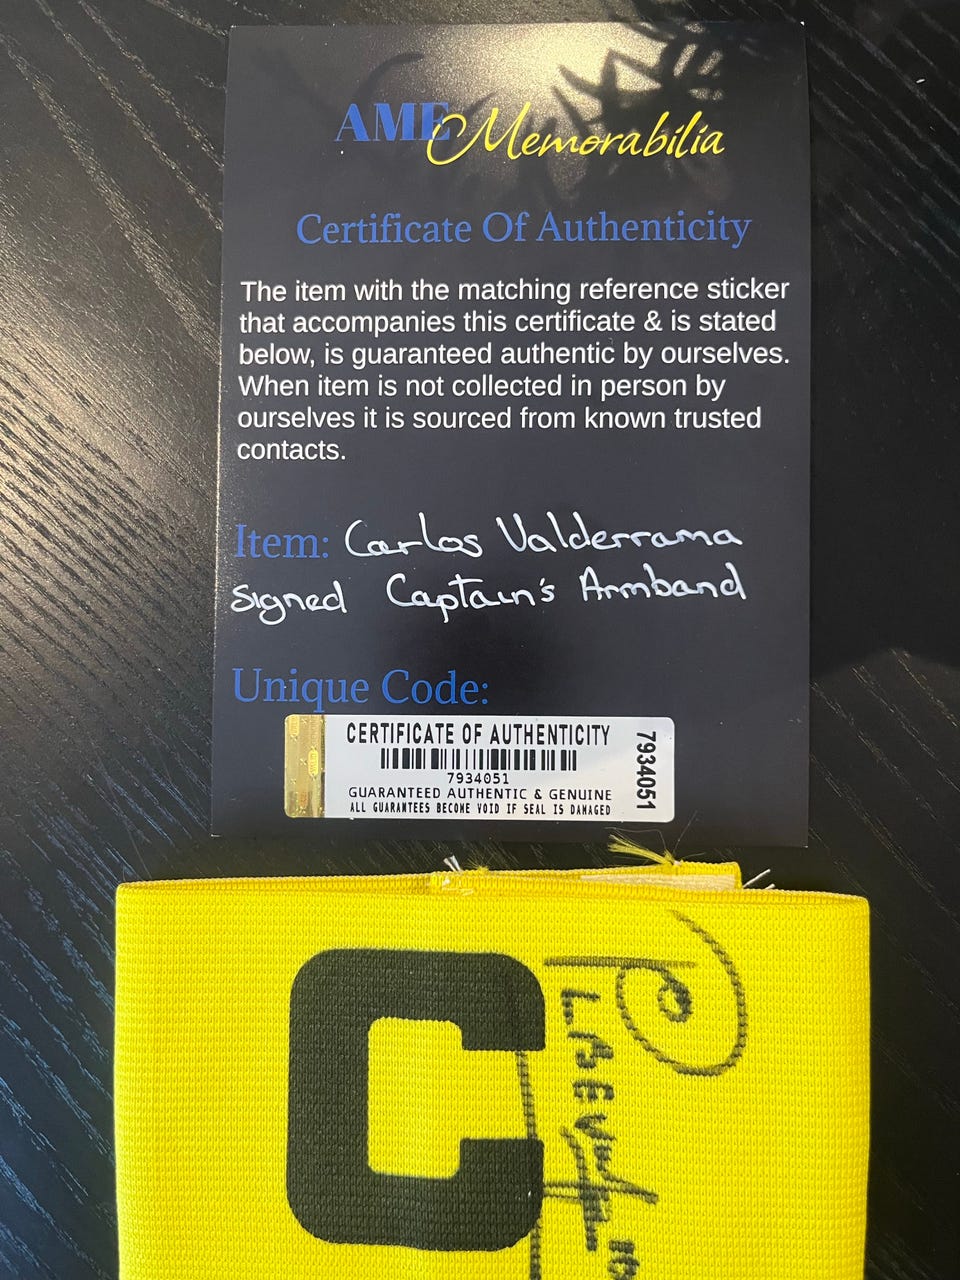 AME Memorabilia
Certificate Of Authenticity
The item with the matching reference sticker
that accompanies this certificate & is stated
below, is guaranteed authentic by ourselves.
When item is not collected in person by
ourselves it is sourced from known trusted
contacts.
Item: Carlos Valderrama
signed Captain's Armband
Unique Code:
CERTIFICATE OF AUTHENTICITY
7934051
GUARANTEED AUTHENTIC & GENUINE
ALL GUARANTEES BECOME VOID IF SEAL IS DAMAGED
7934051
C